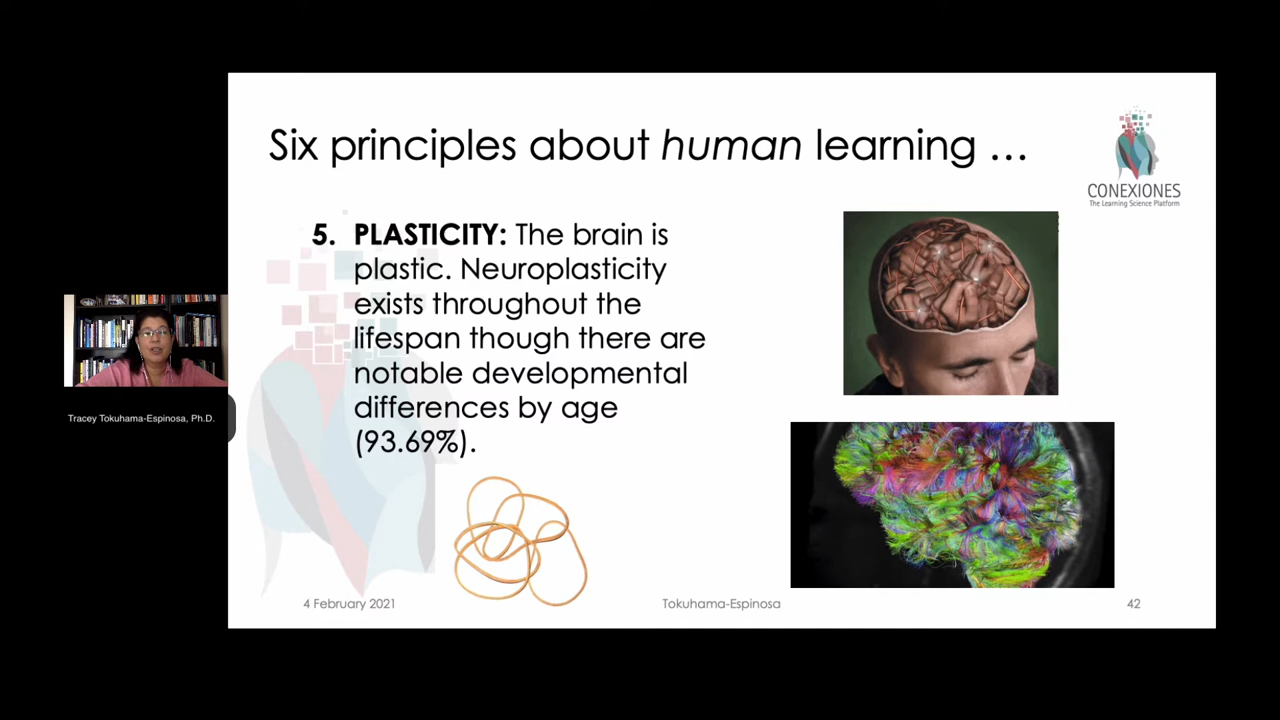 Six principles about human learning …
CONEXIONES
The Learning Science Platform
5. PLASTICITY: The brain is
plastic. Neuroplasticity
exists throughout the
lifespan though there are
notable developmental
differences by age
(93.69%).
Tracey Tokuhama-Espinosa, Ph.D.
4 February 2021
Tokuhama-Espinosa
42